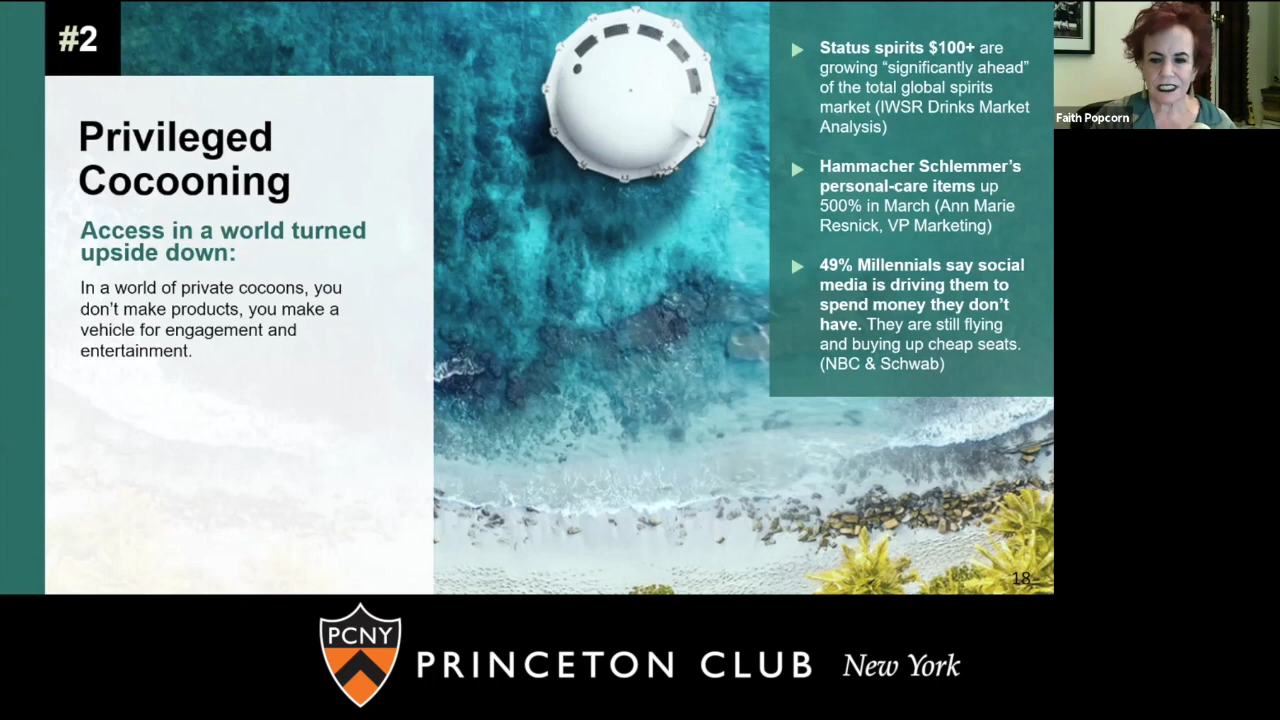 #2
Privileged
Cocooning
Access in a world turned
upside down:
In a world of private cocoons, you
don't make products, you make a
vehicle for engagement and
entertainment.
Status spirits $100+ are
growing “significantly ahead”
of the total global spirits
market (IWSR Drinks Market
Analysis)
Hammacher Schlemmer's
personal-care items up
500% in March (Ann Marie
Resnick, VP Marketing)
49% Millennials say social
media is driving them to
spend money they don't
have. They are still flying
and buying up cheap seats.
(NBC & Schwab)
18
Faith Popcorn
PCNY
PRINCETON CLUB New York